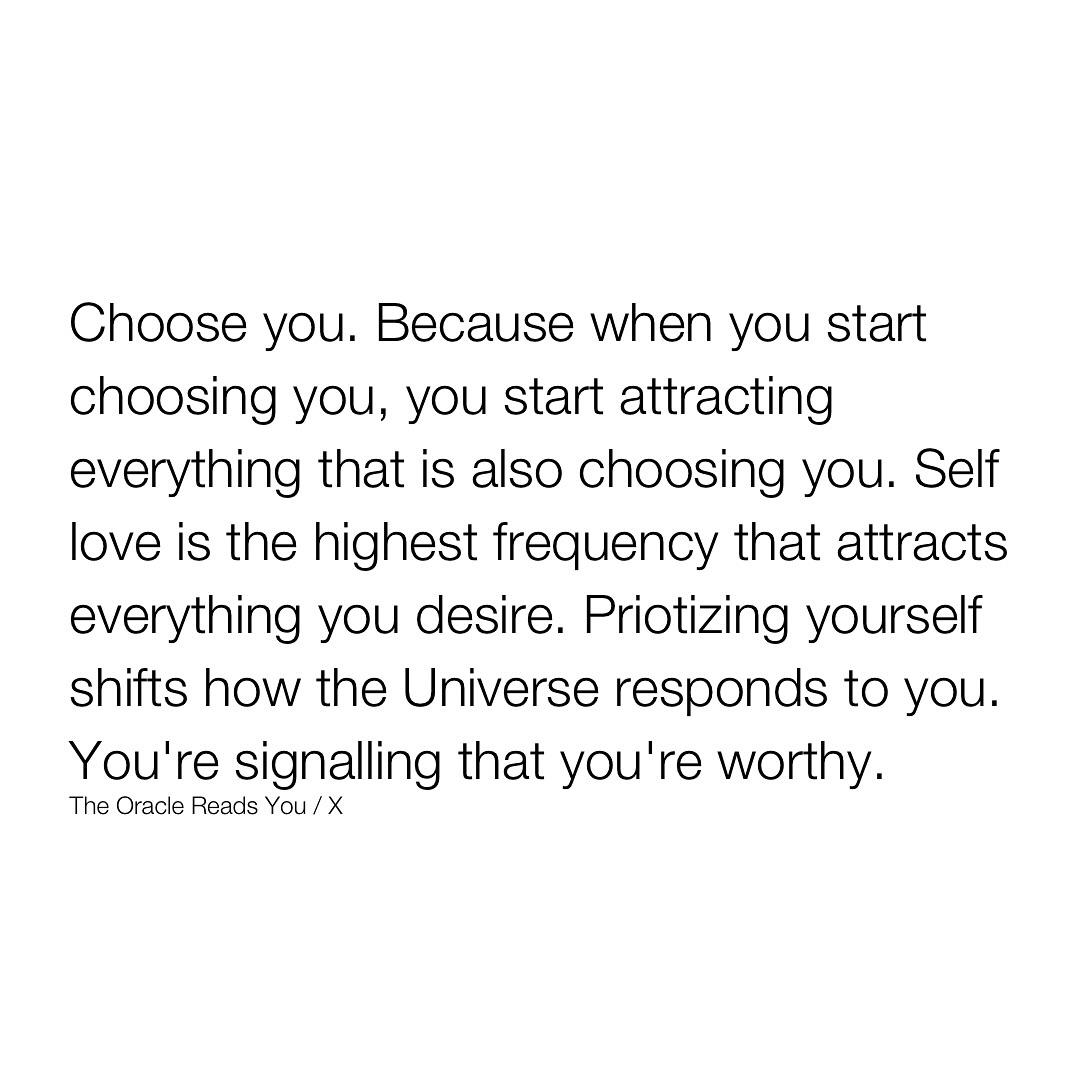 Choose you. Because when you start
choosing you, you start attracting
everything that is also choosing you. Self
love is the highest frequency that attracts
everything you desire. Priotizing yourself
shifts how the Universe responds to you.
You're signalling that you're worthy.
The Oracle Reads You / X